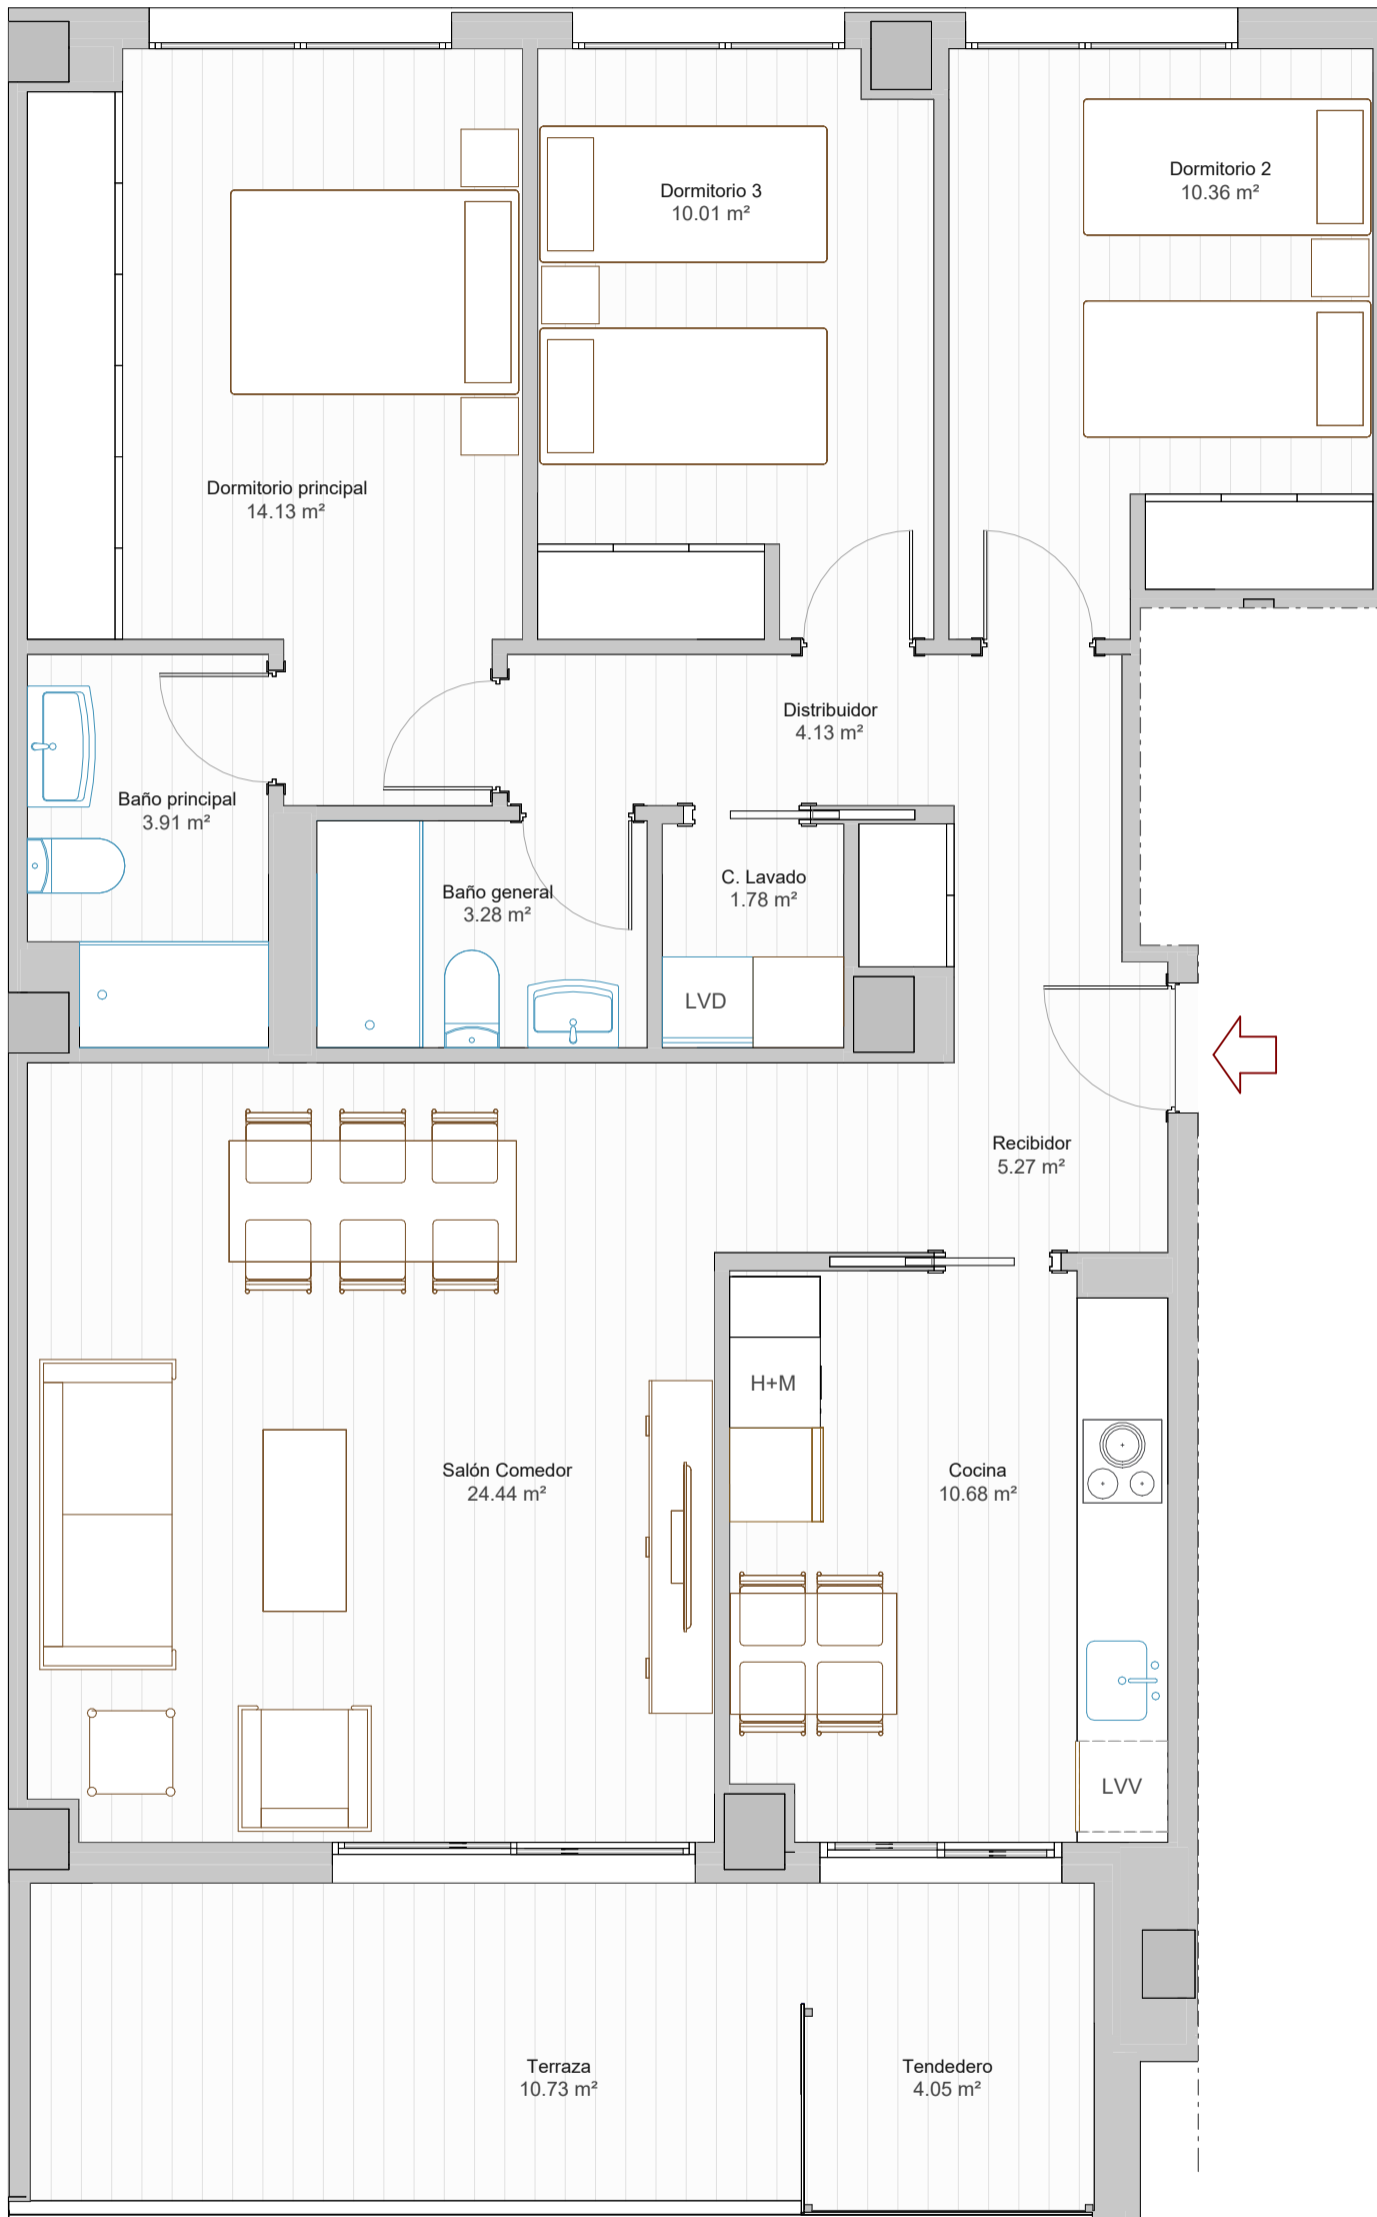 Dormitorio 2
10.36 m²
Dormitorio 3
10.01 m²
Dormitorio principal
14.13 m²
Distribuidor
4.13 m²
Baño principal
3.91 m²
C. Lavado
1.78 m²
Baño general
3.28 m²
LVD
Recibidor
5.27 m²
H+M
Salón Comedor
24.44 m²
Cocina
10.68 m²
LVV
Terraza
10.73 m²
Tendedero
4.05 m²